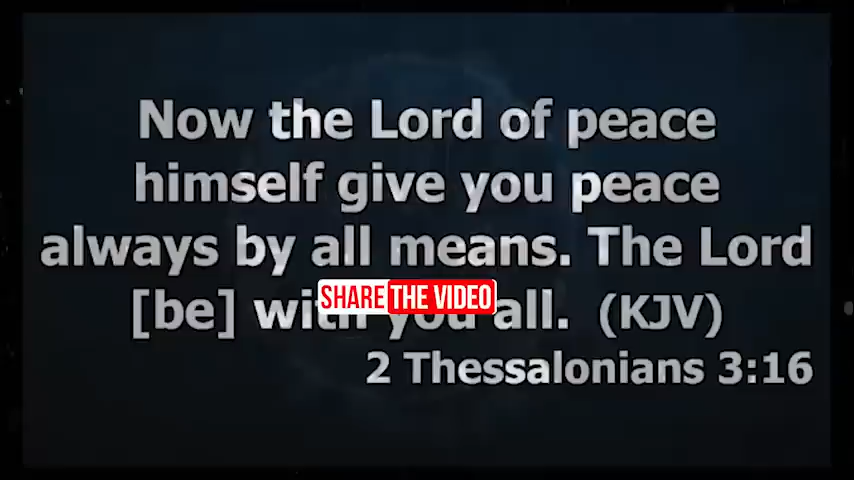 Now the Lord of peace
himself give you peace
always by all means. The Lord
[be] with you all. (KJV)
SHARE THE VIDEO
2 Thessalonians 3:16